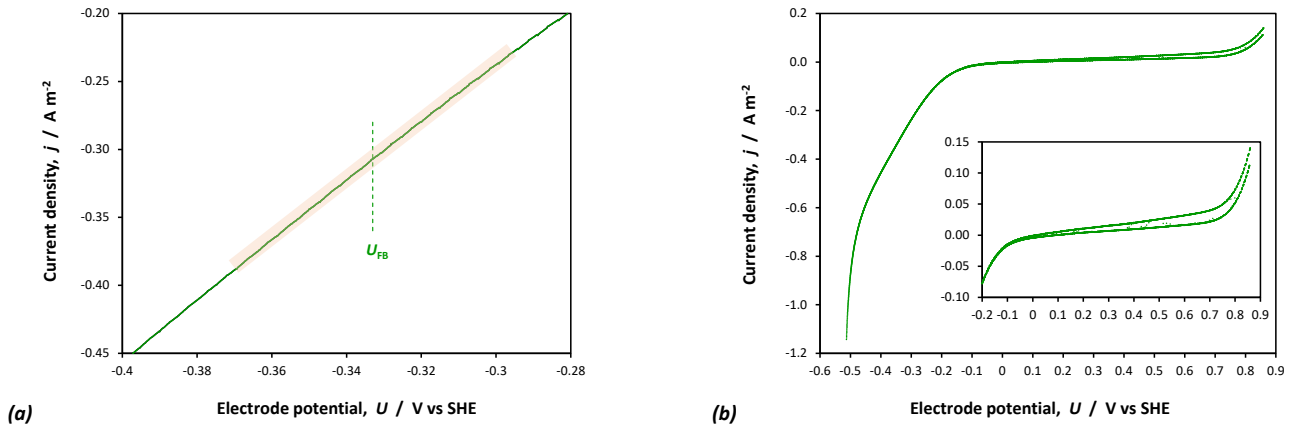 -0.20
-0.25
-0.30
-0.35
-0.40
-0.45
Current density, j / A m-2
UFB
-0.4 -0.38 -0.36 -0.34 -0.32 -0.3 -0.28
Electrode potential, U / V vs SHE
(a)
0.2
0.0
-0.2
-0.4
-0.6
-0.8
-1.0
-1.2
Current density, j / A m-2
0.15
0.10
0.05
0.00
-0.05
-0.10
-0.2 -0.1 0 0.1 0.2 0.3 0.4 0.5 0.6 0.7 0.8 0.9
-0.6 -0.5 -0.4 -0.3 -0.2 -0.1 0 0.1 0.2 0.3 0.4 0.5 0.6 0.7 0.8 0.9
Electrode potential, U / V vs SHE
(b)